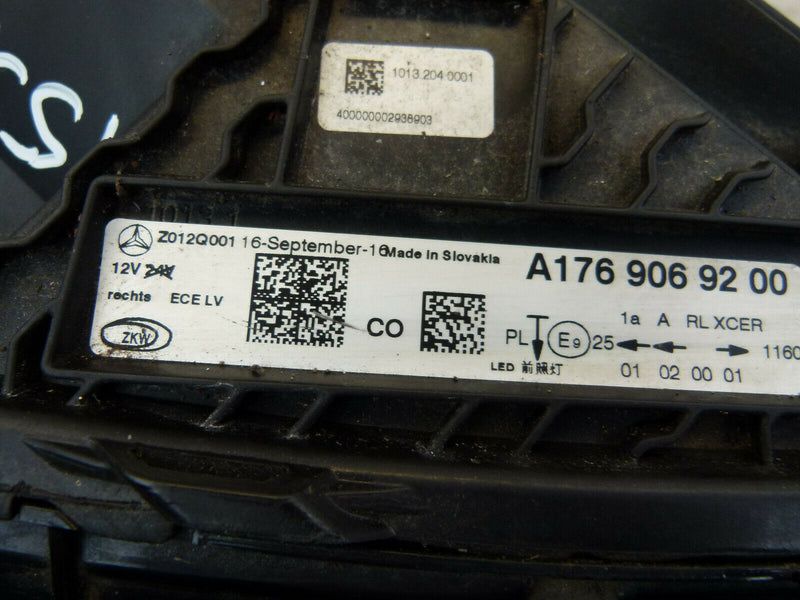 1013.204 0001
400000002938903
Z012Q001 16-September-16 Made in Slovakia
A176 906 92 00
12V 24V
rechts ECE LV
ZKW
CO
PL E9 25
1a A RL XCER
1160
LED 前照灯
01 02 00 01